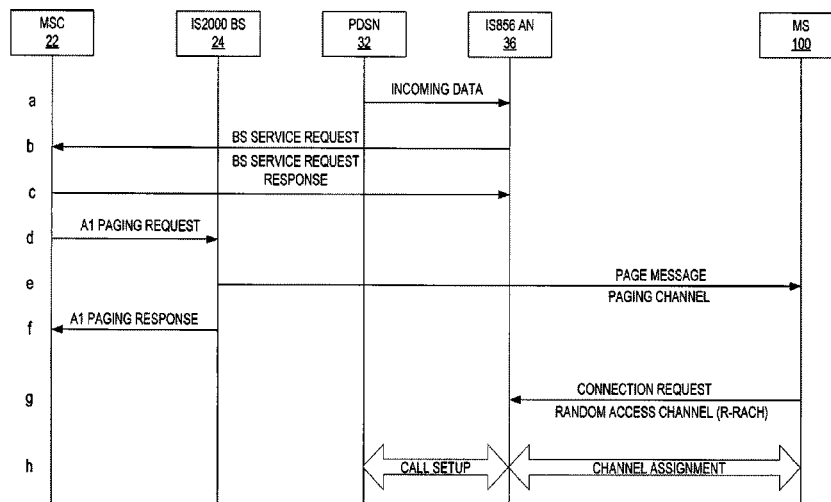 MSC
22
IS2000 BS
24
PDSN
32
IS856 AN
36
MS
100
a
INCOMING DATA
b
BS SERVICE REQUEST
BS SERVICE REQUEST
RESPONSE
c
A1 PAGING REQUEST
d
PAGE MESSAGE
e
PAGING CHANNEL
A1 PAGING RESPONSE
f
CONNECTION REQUEST
g
RANDOM ACCESS CHANNEL (R-RACH)
h
CALL SETUP
CHANNEL ASSIGNMENT